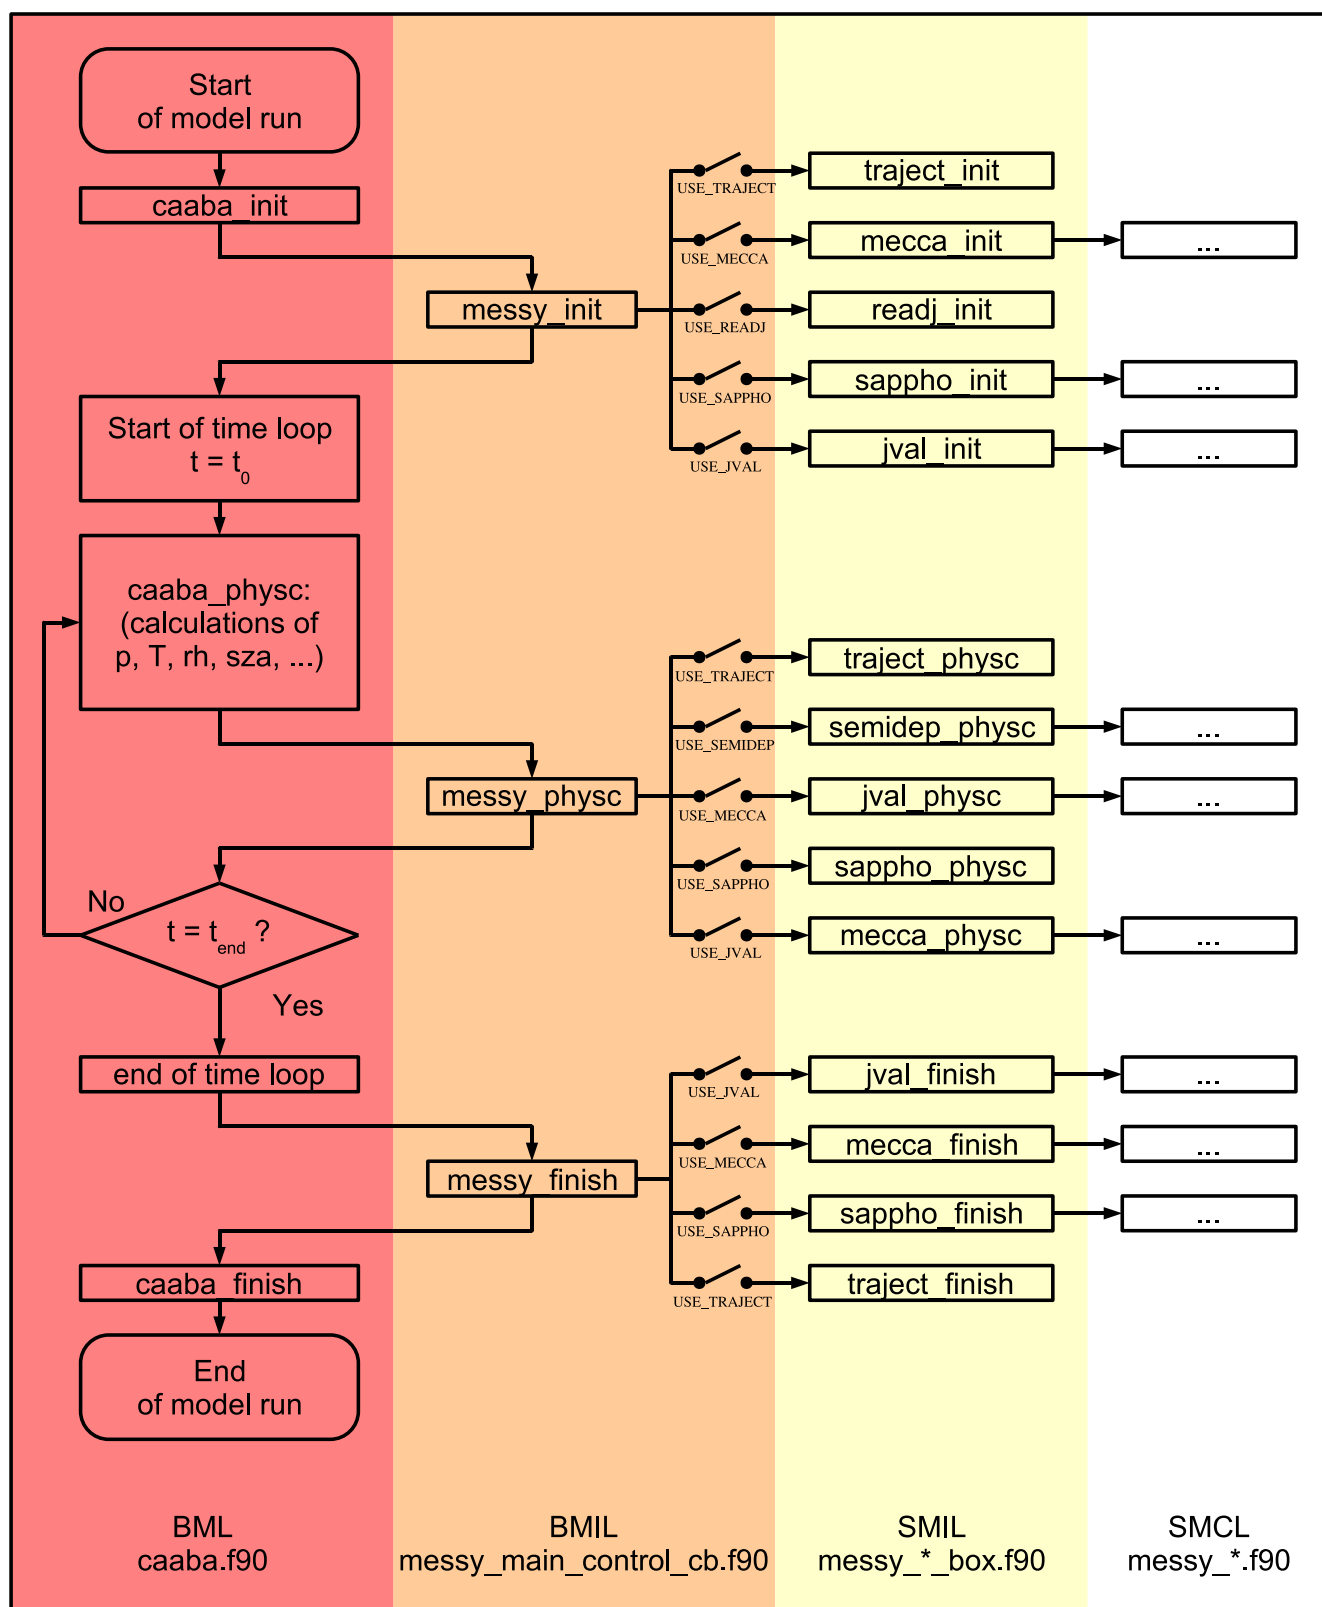 Start
of model run
caaba_init
messy_init
USE_TRAJECT
traject_init
USE_MECCA
mecca_init
...
USE_READJ
readj_init
USE_SAPPHO
sappho_init
...
USE_JVAL
jval_init
...
Start of time loop
t = t0
caaba_physc:
(calculations of
p, T, rh, sza, ...)
messy_physc
USE_TRAJECT
traject_physc
USE_SEMIDEP
semidep_physc
...
USE_MECCA
jval_physc
...
USE_SAPPHO
sappho_physc
USE_JVAL
mecca_physc
...
No
t = tend ?
Yes
end of time loop
messy_finish
USE_JVAL
jval_finish
...
USE_MECCA
mecca_finish
...
USE_SAPPHO
sappho_finish
...
USE_TRAJECT
traject_finish
caaba_finish
End
of model run
BML
caaba.f90
BMIL
messy_main_control_cb.f90
SMIL
messy_*_box.f90
SMCL
messy_*.f90